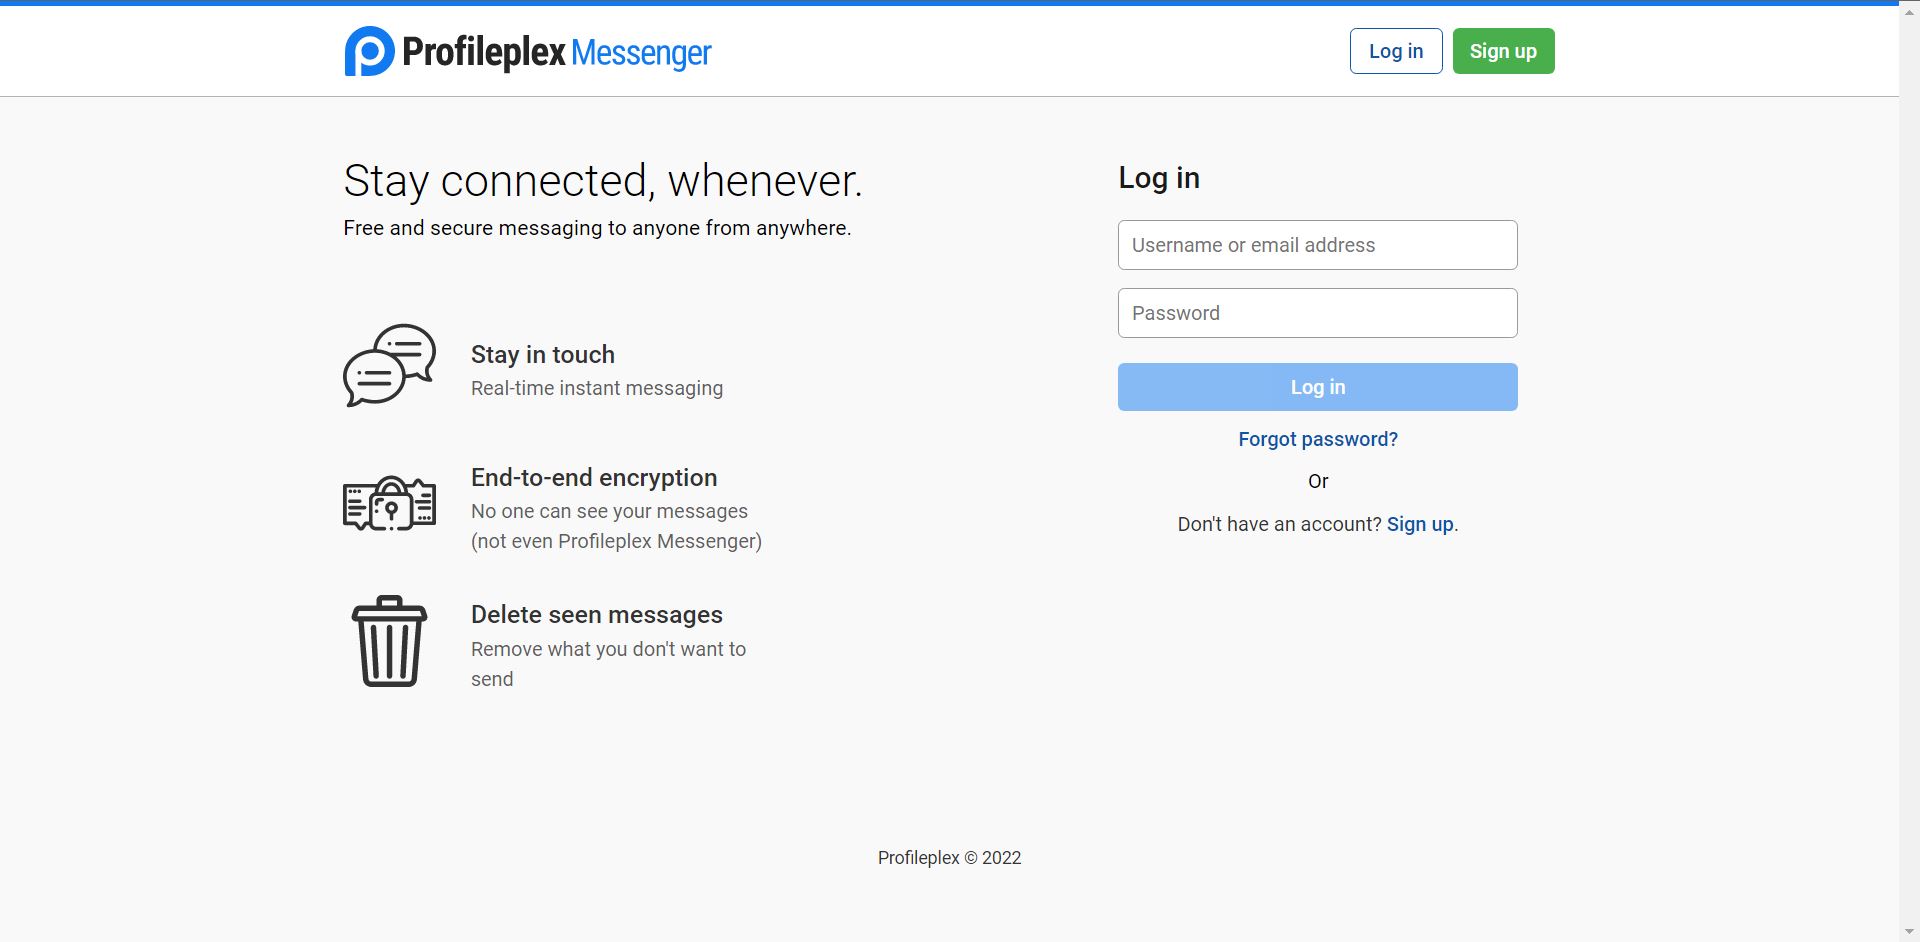 Profileplex Messenger
Log in
Sign up
Stay connected, whenever.
Free and secure messaging to anyone from anywhere.
Stay in touch
Real-time instant messaging
End-to-end encryption
No one can see your messages
(not even Profileplex Messenger)
Delete seen messages
Remove what you don't want to
send
Log in
Username or email address
Password
Log in
Forgot password?
Or
Don't have an account? Sign up.
Profileplex © 2022